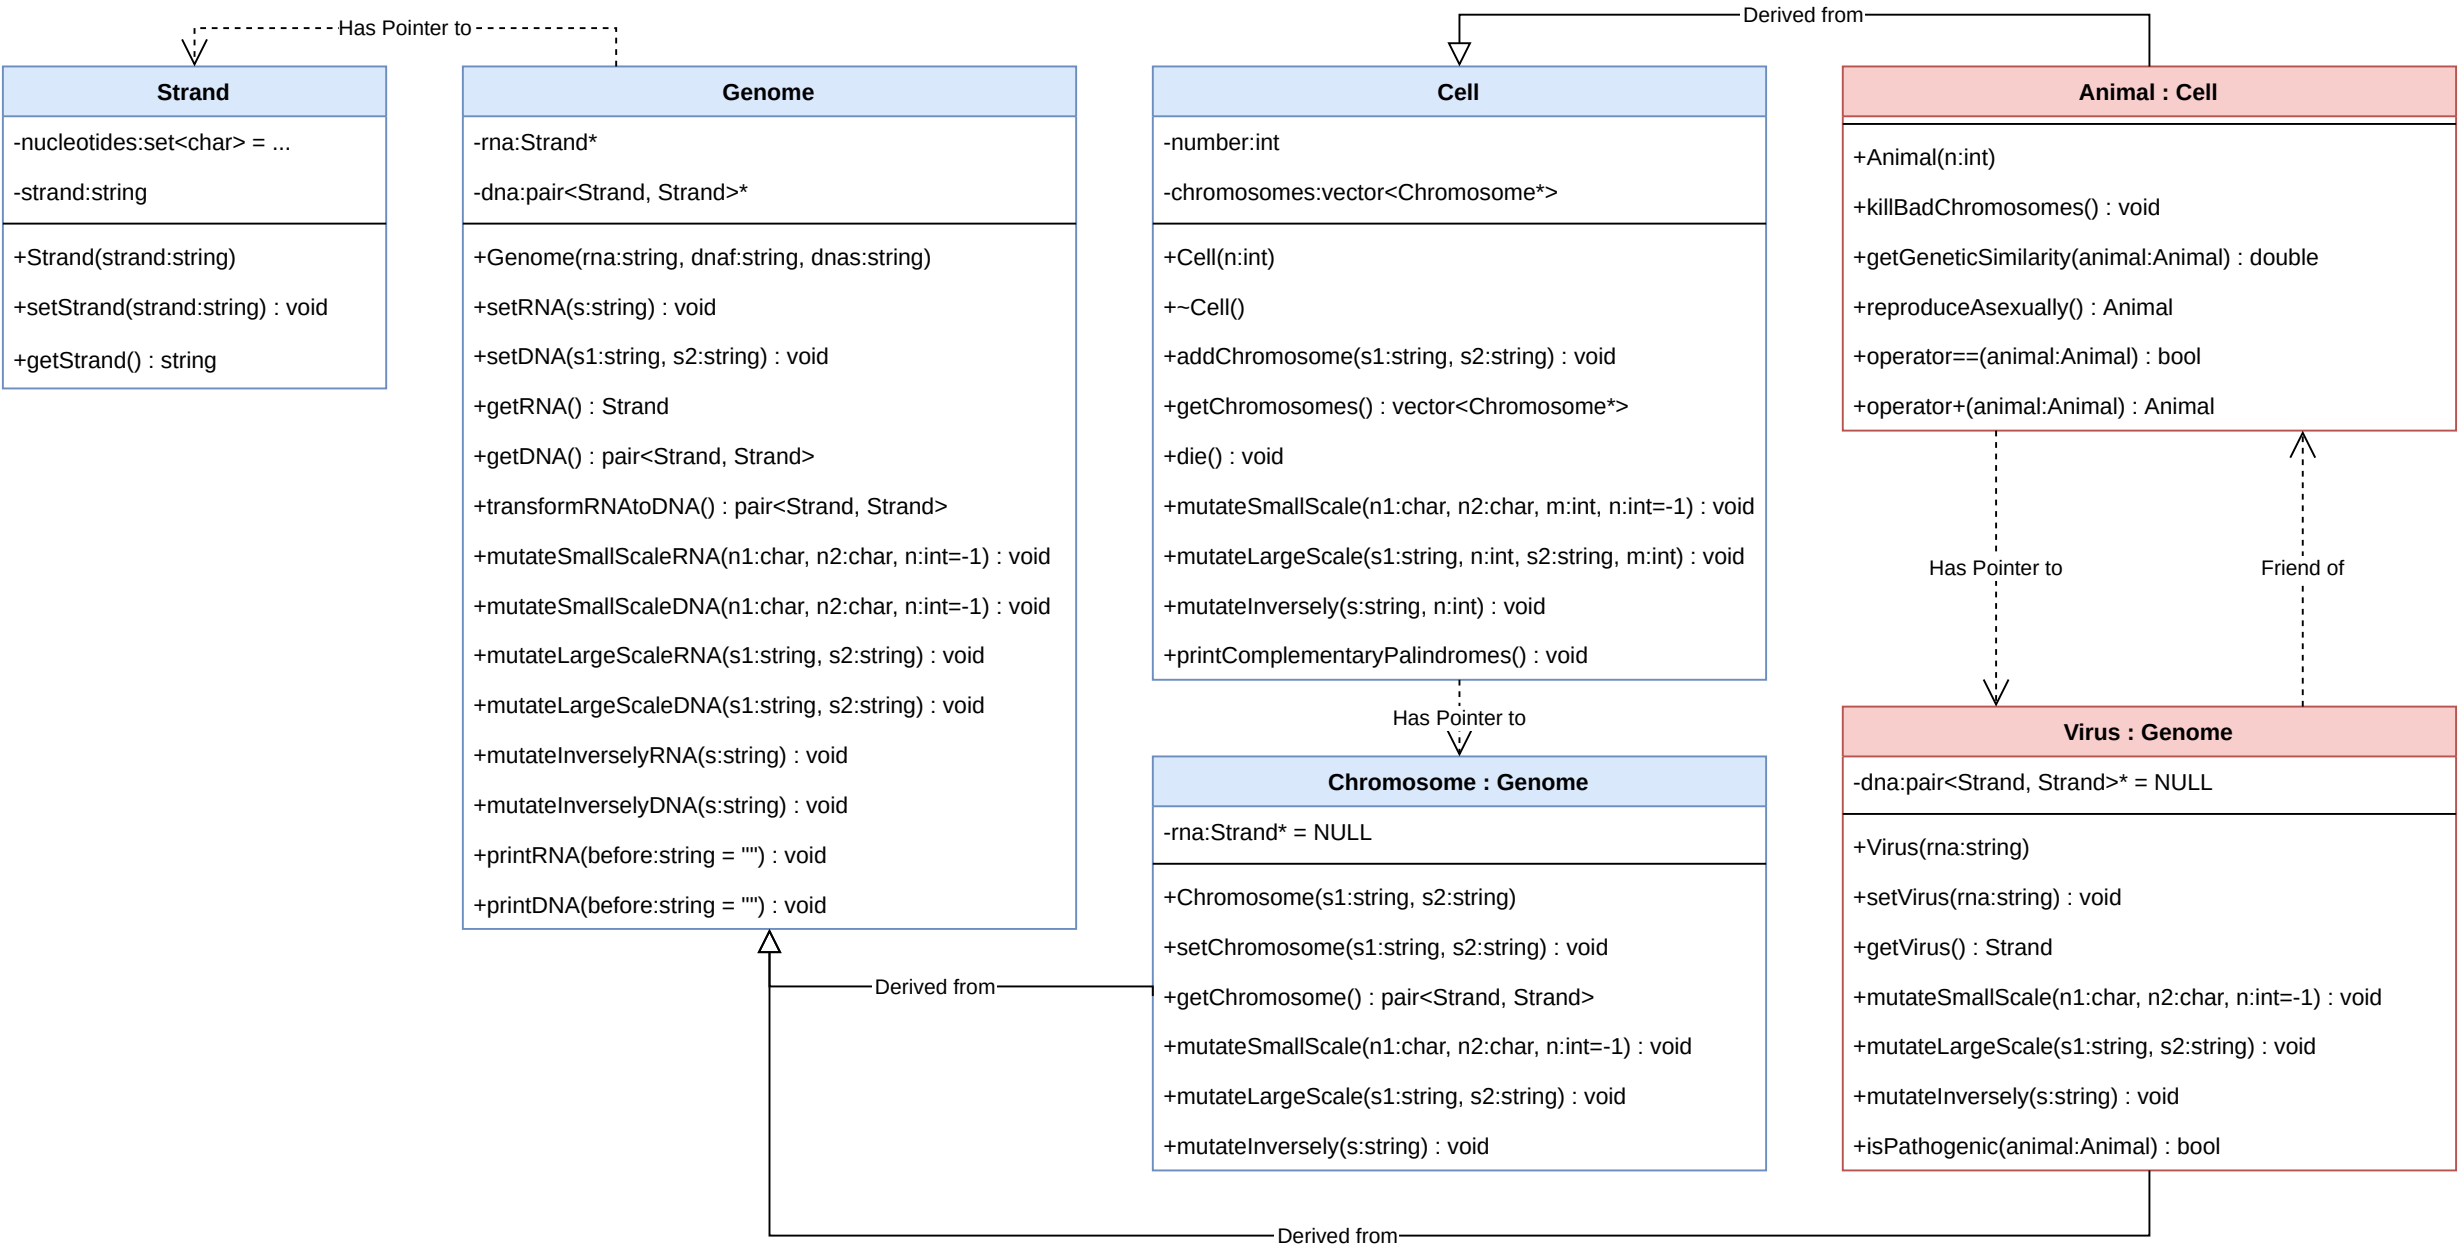 Has Pointer to
Strand
-nucleotides:set<char> = ...
-strand:string
+Strand(strand:string)
+setStrand(strand:string) : void
+getStrand() : string
Genome
-rna:Strand*
-dna:pair<Strand, Strand>*
+Genome(rna:string, dnaf:string, dnas:string)
+setRNA(s:string) : void
+setDNA(s1:string, s2:string) : void
+getRNA() : Strand
+getDNA() : pair<Strand, Strand>
+transformRNAtoDNA() : pair<Strand, Strand>
+mutateSmallScaleRNA(n1:char, n2:char, n:int=-1) : void
+mutateSmallScaleDNA(n1:char, n2:char, n:int=-1) : void
+mutateLargeScaleRNA(s1:string, s2:string) : void
+mutateLargeScaleDNA(s1:string, s2:string) : void
+mutateInverselyRNA(s:string) : void
+mutateInverselyDNA(s:string) : void
+printRNA(before:string = "") : void
+printDNA(before:string = "") : void
Derived from
Cell
-number:int
-chromosomes:vector<Chromosome*>
+Cell(n:int)
+~Cell()
+addChromosome(s1:string, s2:string) : void
+getChromosomes() : vector<Chromosome*>
+die() : void
+mutateSmallScale(n1:char, n2:char, m:int, n:int=-1) : void
+mutateLargeScale(s1:string, n:int, s2:string, m:int) : void
+mutateInversely(s:string, n:int) : void
+printComplementaryPalindromes() : void
Has Pointer to
Chromosome : Genome
-rna:Strand* = NULL
+Chromosome(s1:string, s2:string)
+setChromosome(s1:string, s2:string) : void
+getChromosome() : pair<Strand, Strand>
+mutateSmallScale(n1:char, n2:char, n:int=-1) : void
+mutateLargeScale(s1:string, s2:string) : void
+mutateInversely(s:string) : void
Derived from
Animal : Cell
+Animal(n:int)
+killBadChromosomes() : void
+getGeneticSimilarity(animal:Animal) : double
+reproduceAsexually() : Animal
+operator==(animal:Animal) : bool
+operator+(animal:Animal) : Animal
Has Pointer to
Friend of
Virus : Genome
-dna:pair<Strand, Strand>* = NULL
+Virus(rna:string)
+setVirus(rna:string) : void
+getVirus() : Strand
+mutateSmallScale(n1:char, n2:char, n:int=-1) : void
+mutateLargeScale(s1:string, s2:string) : void
+mutateInversely(s:string) : void
+isPathogenic(animal:Animal) : bool
Derived from